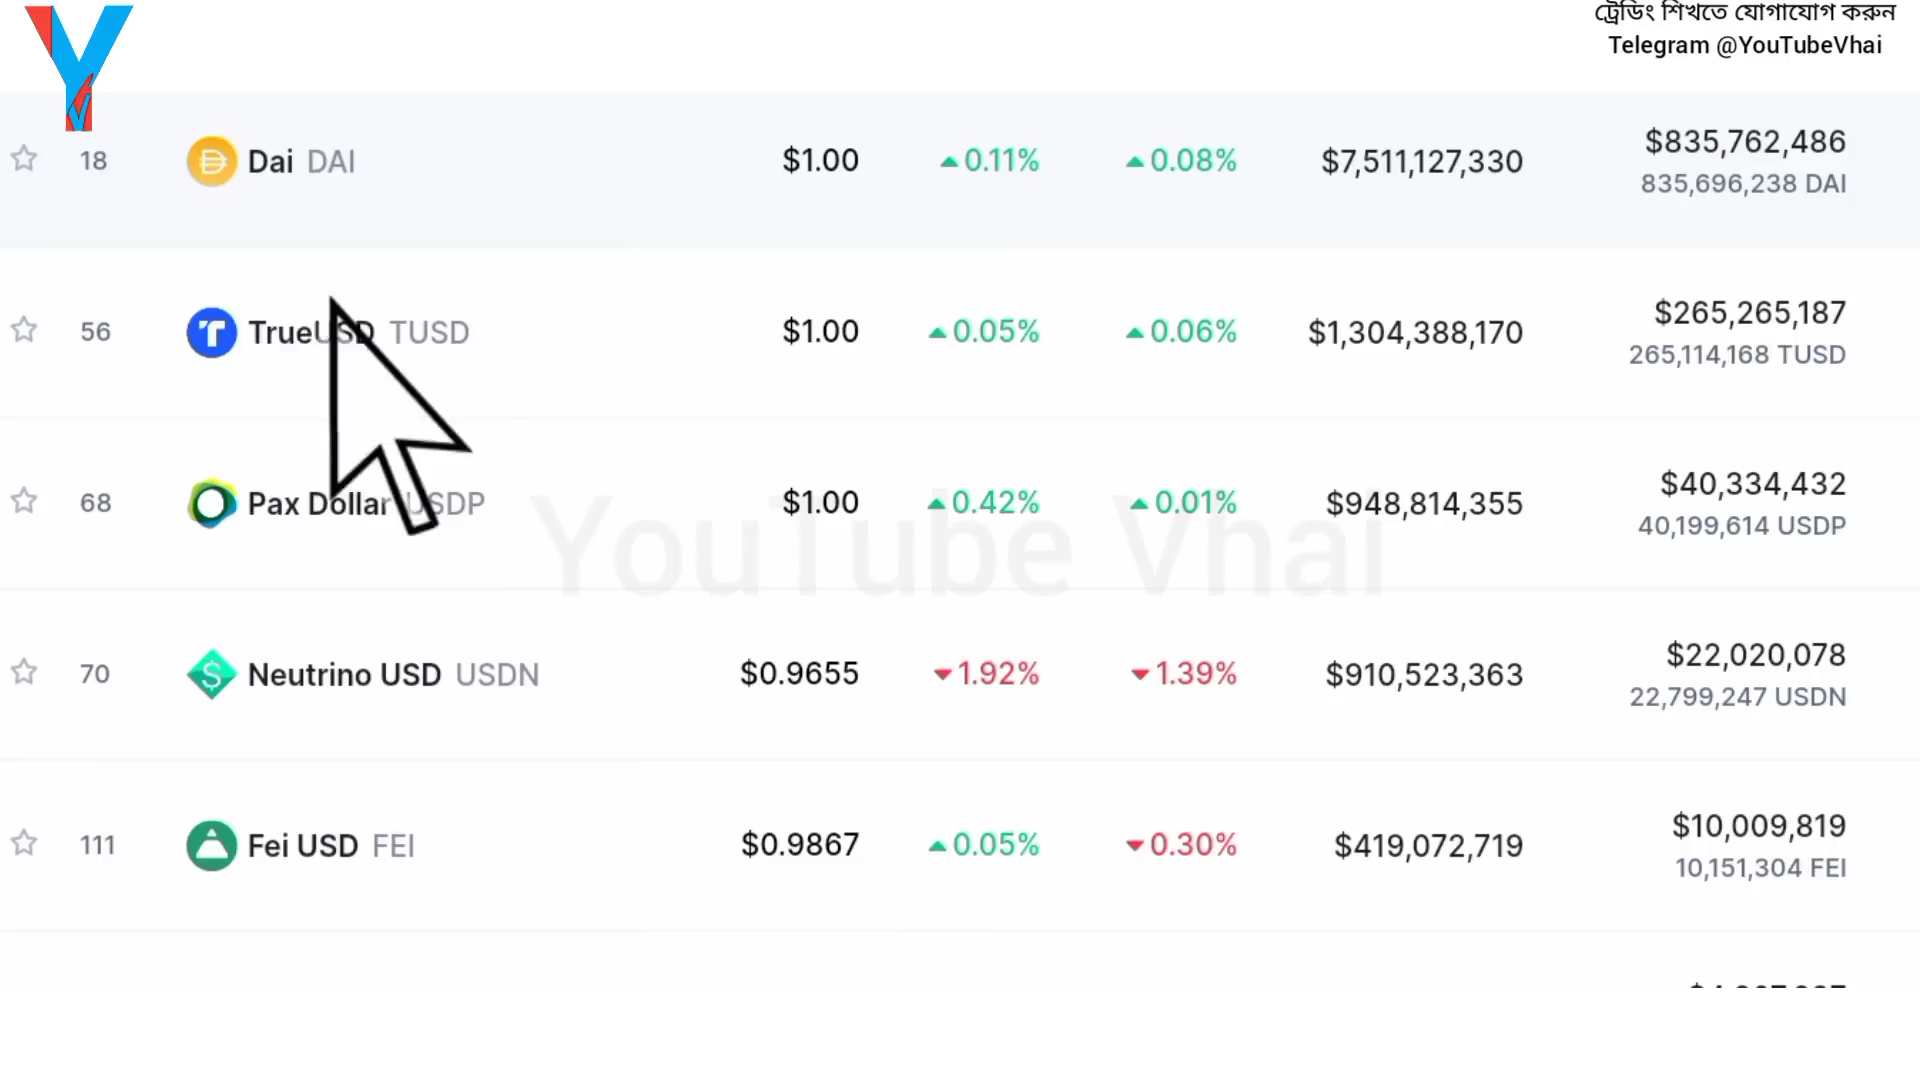 ট্রেডিং শিখতে যোগাযোগ করুন
Telegram @YouTubeVhai
18 Dai DAI $1.00 0.11% 0.08% $7,511,127,330 $835,762,486
835,696,238 DAI
56 TrueUSD TUSD $1.00 0.05% 0.06% $1,304,388,170 $265,265,187
265,114,168 TUSD
68 Pax Dollar USDP $1.00 0.42% 0.01% $948,814,355 $40,334,432
40,199,614 USDP
YouTube Vhai
70 Neutrino USD USDN $0.9655 1.92% 1.39% $910,523,363 $22,020,078
22,799,247 USDN
111 Fei USD FEI $0.9867 0.05% 0.30% $419,072,719 $10,009,819
10,151,304 FEI